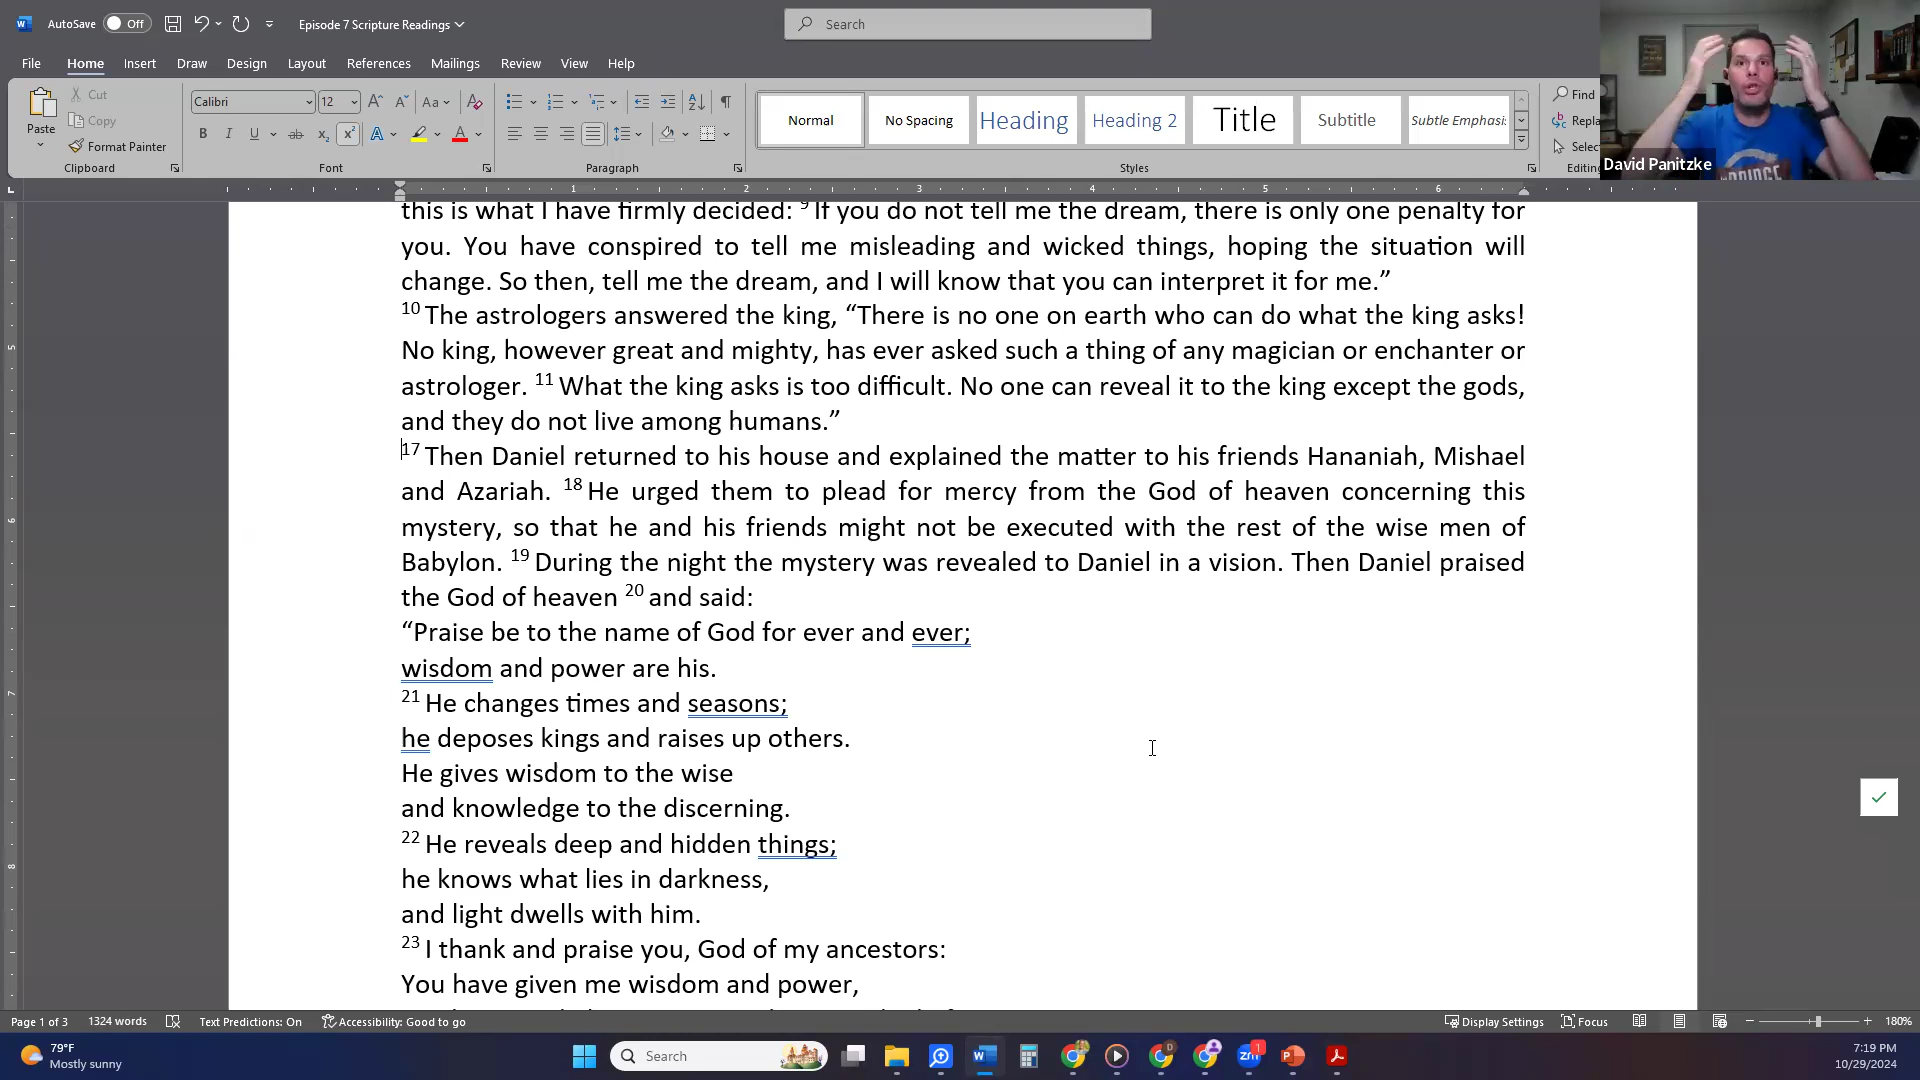 AutoSave Off Episode 7 Scripture Readings Search
File Home Insert Draw Design Layout References Mailings Review View Help
Paste Cut Copy Format Painter Clipboard
Calibri 12 Font
Paragraph
Normal No Spacing Heading Heading 2 Title Subtitle Subtle Emphasi: Styles
Find Repla Selec Editin
David Panitzke
this is what I have firmly decided: 9 If you do not tell me the dream, there is only one penalty for
you. You have conspired to tell me misleading and wicked things, hoping the situation will
change. So then, tell me the dream, and I will know that you can interpret it for me.”
10 The astrologers answered the king, “There is no one on earth who can do what the king asks!
No king, however great and mighty, has ever asked such a thing of any magician or enchanter or
astrologer. 11 What the king asks is too difficult. No one can reveal it to the king except the gods,
and they do not live among humans.”
17 Then Daniel returned to his house and explained the matter to his friends Hananiah, Mishael
and Azariah. 18 He urged them to plead for mercy from the God of heaven concerning this
mystery, so that he and his friends might not be executed with the rest of the wise men of
Babylon. 19 During the night the mystery was revealed to Daniel in a vision. Then Daniel praised
the God of heaven 20 and said:
“Praise be to the name of God for ever and ever;
wisdom and power are his.
21 He changes times and seasons;
he deposes kings and raises up others.
He gives wisdom to the wise
and knowledge to the discerning.
22 He reveals deep and hidden things;
he knows what lies in darkness,
and light dwells with him.
23 I thank and praise you, God of my ancestors:
You have given me wisdom and power,
Page 1 of 3 1324 words Text Predictions: On Accessibility: Good to go Display Settings Focus 180%
79°F
Mostly sunny
Search
7:19 PM
10/29/2024